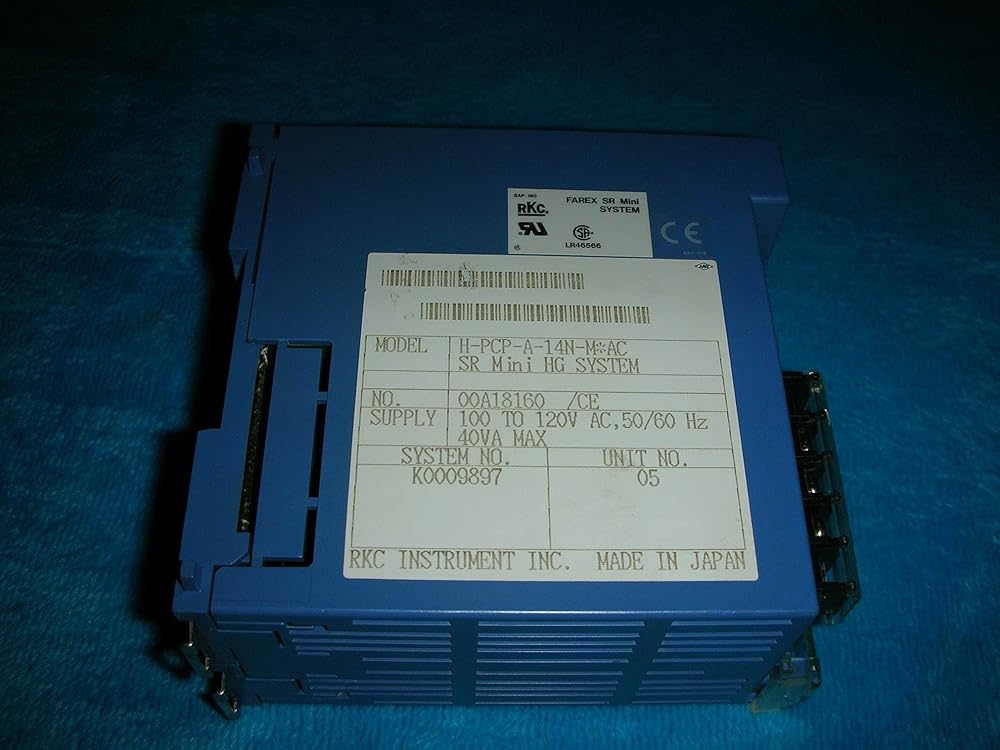 SAP-160
RKC.
FAREX SR Mini
SYSTEM
LR46566
CE
MODEL H-PCP-A-14N-M*AC
SR Mini HG SYSTEM
NO. 00A18160 /CE
SUPPLY 100 TO 120V AC,50/60 Hz
40VA MAX
SYSTEM NO. UNIT NO.
K0009897 05
RKC INSTRUMENT INC. MADE IN JAPAN